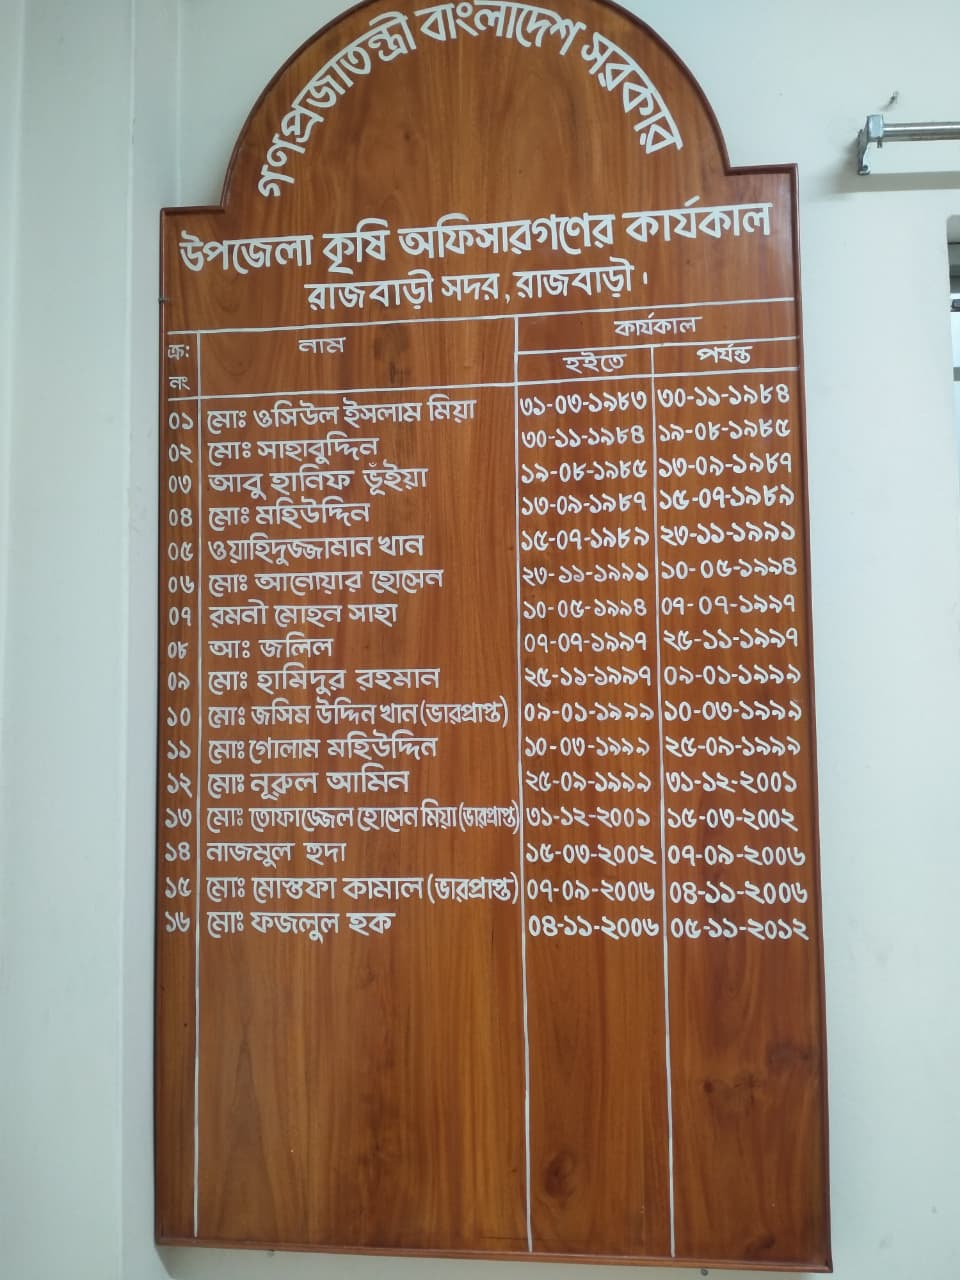 গণপ্রজাতন্ত্রী বাংলাদেশ সরকার
উপজেলা কৃষি অফিসারগণের কার্যকাল
রাজবাড়ী সদর, রাজবাড়ী।
ক্র: নং নাম কার্যকাল
হইতে পর্যন্ত
০১ মোঃ ওসিউল ইসলাম মিয়া ৩১-০৩-১৯৮৩ ৩০-১১-১৯৮৪
০২ মোঃ সাহাবুদ্দিন ৩০-১১-১৯৮৪ ১৯-০৮-১৯৮৫
০৩ আবু হানিফ ভূঁইয়া ১৯-০৮-১৯৮৫ ১৩-০৯-১৯৮৭
০৪ মোঃ মহিউদ্দিন ১৩-০৯-১৯৮৭ ১৫-০৭-১৯৮৯
০৫ ওয়াহিদুজ্জামান খান ১৫-০৭-১৯৮৯ ২৩-১১-১৯৯১
০৬ মোঃ আনোয়ার হোসেন ২৩-১১-১৯৯১ ১০-০৫-১৯৯৪
০৭ রমনী মোহন সাহা ১০-০৫-১৯৯৪ ০৭-০৭-১৯৯৭
০৮ আঃ জলিল ০৭-০৭-১৯৯৭ ২৫-১১-১৯৯৭
০৯ মোঃ হামিদুর রহমান ২৫-১১-১৯৯৭ ০৯-০১-১৯৯৯
১০ মোঃ জসিম উদ্দিন খান (ভারপ্রাপ্ত) ০৯-০১-১৯৯৯ ১০-০৩-১৯৯৯
১১ মোঃ গোলাম মহিউদ্দিন ১০-০৩-১৯৯৯ ২৫-০৯-১৯৯৯
১২ মোঃ নূরুল আমিন ২৫-০৯-১৯৯৯ ৩১-১২-২০০১
১৩ মোঃ তোফাজ্জেল হোসেন মিয়া (ভারপ্রাপ্ত) ৩১-১২-২০০১ ১৫-০৩-২০০২
১৪ নাজমুল হুদা ১৫-০৩-২০০২ ০৭-০৯-২০০৬
১৫ মোঃ মোস্তফা কামাল (ভারপ্রাপ্ত) ০৭-০৯-২০০৬ ০৪-১১-২০০৬
১৬ মোঃ ফজলুল হক ০৪-১১-২০০৬ ০৫-১১-২০১২